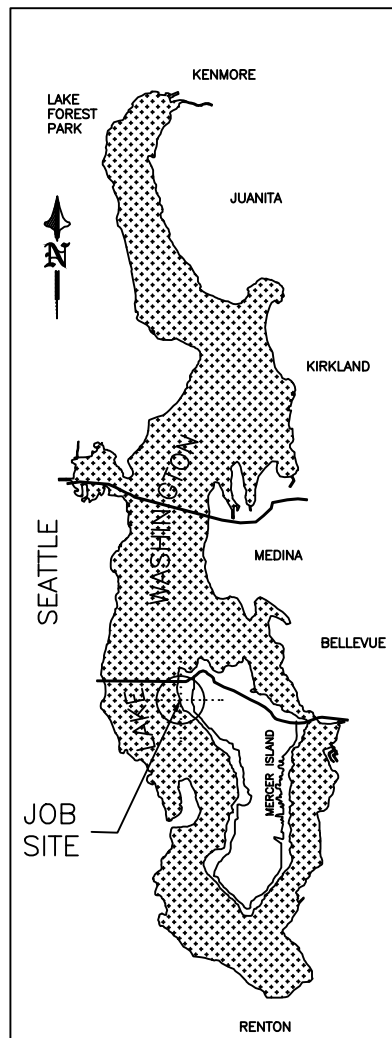 KENMORE
LAKE
FOREST
PARK
JUANITA
N
KIRKLAND
LAKE WASHINGTON
SEATTLE
MEDINA
BELLEVUE
MERCER ISLAND
JOB
SITE
RENTON